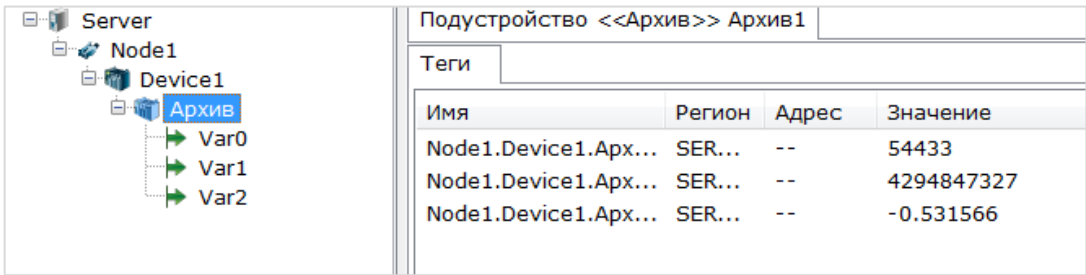 Server
Node1
Device1
Архив
Var0
Var1
Var2
Подустройство <<Архив>> Архив1
Теги
Имя Регион Адрес Значение
Node1.Device1.Арх... SER... -- 54433
Node1.Device1.Арх... SER... -- 4294847327
Node1.Device1.Арх... SER... -- -0.531566